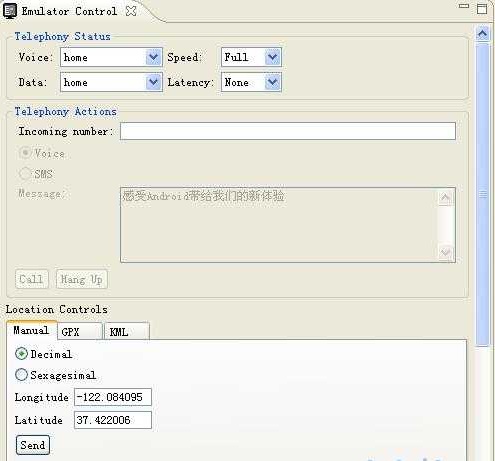 Emulator Control
Telephony Status
Voice: home Speed: Full
Data: home Latency: None
Telephony Actions
Incoming number:
Voice
SMS
Message: 感受Android带给我们的新体验
Call Hang Up
Location Controls
Manual GPX KML
Decimal
Sexagesimal
Longitude -122.084095
Latitude 37.422006
Send